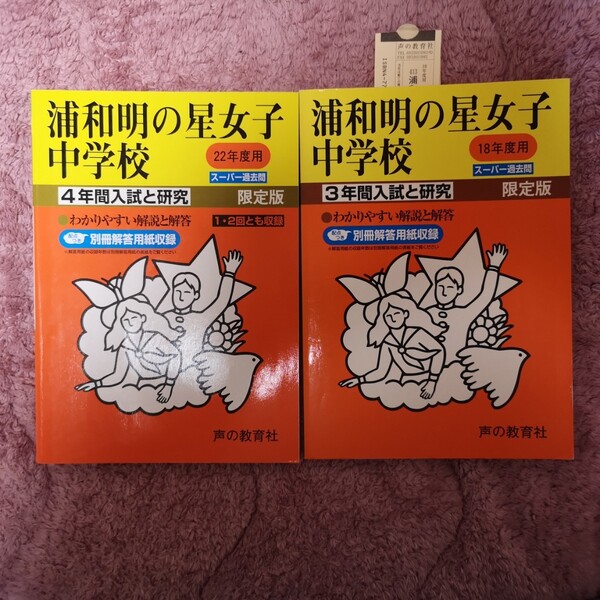 浦和明の星女子
中学校
22年度用
スーパー過去問
4年間入試と研究
限定版
●わかりやすい解説と解答
1・2回とも収録
別冊解答用紙収録
声の教育社
声の教育社
18年度用
浦
浦和明の星女子
中学校
18年度用
スーパー過去問
3年間入試と研究
限定版
●わかりやすい解説と解答
別冊解答用紙収録
声の教育社